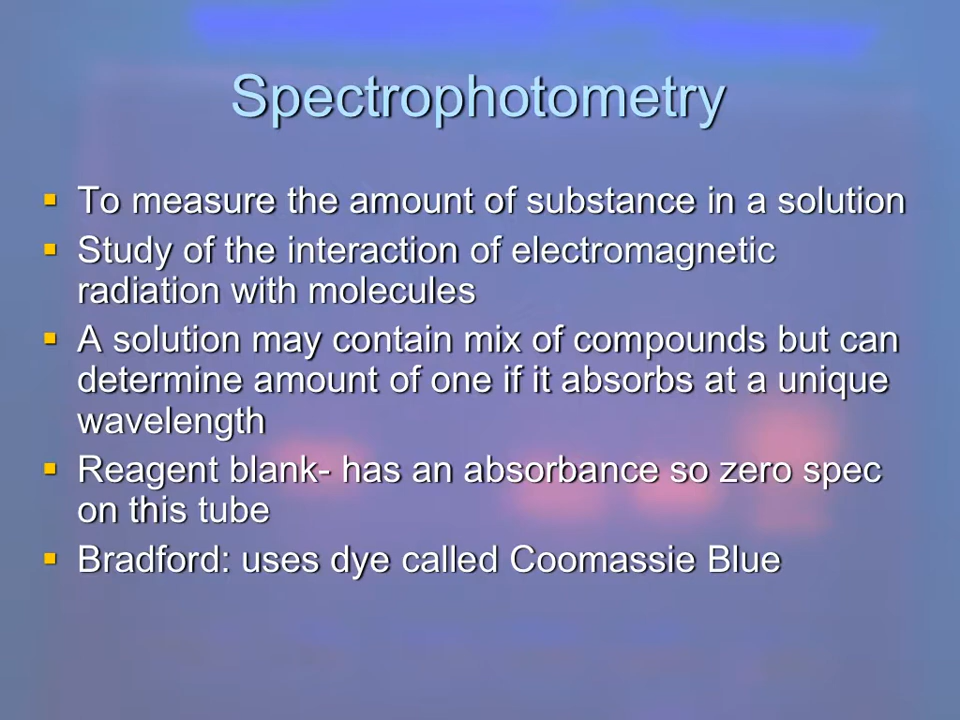 Spectrophotometry
To measure the amount of substance in a solution
Study of the interaction of electromagnetic
radiation with molecules
A solution may contain mix of compounds but can
determine amount of one if it absorbs at a unique
wavelength
Reagent blank- has an absorbance so zero spec
on this tube
Bradford: uses dye called Coomassie Blue